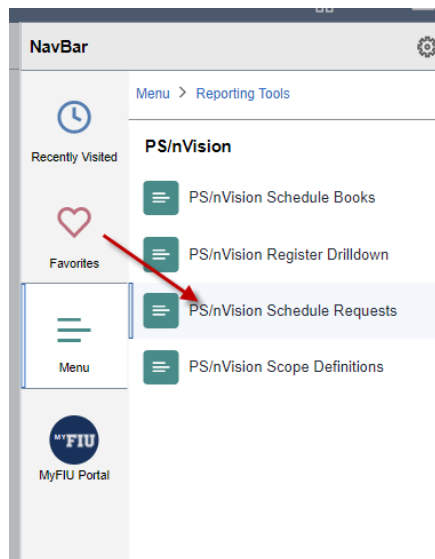 NavBar
Menu > Reporting Tools
Recently Visited
PS/nVision
PS/nVision Schedule Books
Favorites
PS/nVision Register Drilldown
PS/nVision Schedule Requests
Menu
PS/nVision Scope Definitions
MYFIU
MyFIU Portal